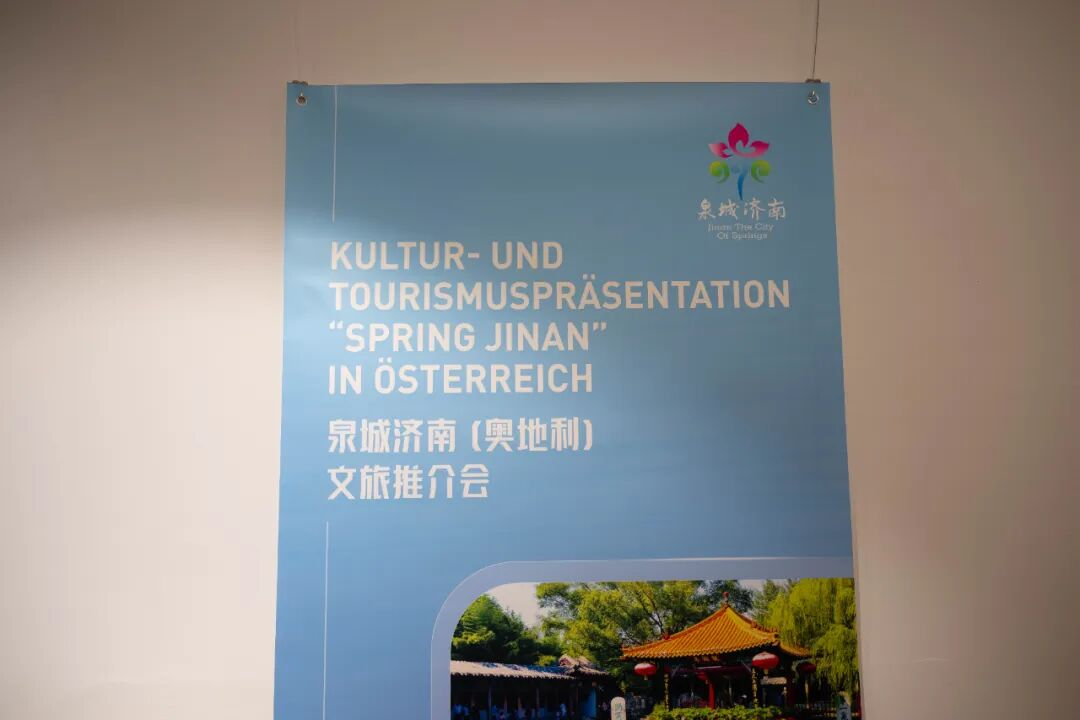 泉城济南
Jinan The City
Of Springs
KULTUR- UND
TOURISMUSPRÄSENTATION
“SPRING JINAN”
IN ÖSTERREICH
泉城济南（奥地利）
文旅推介会